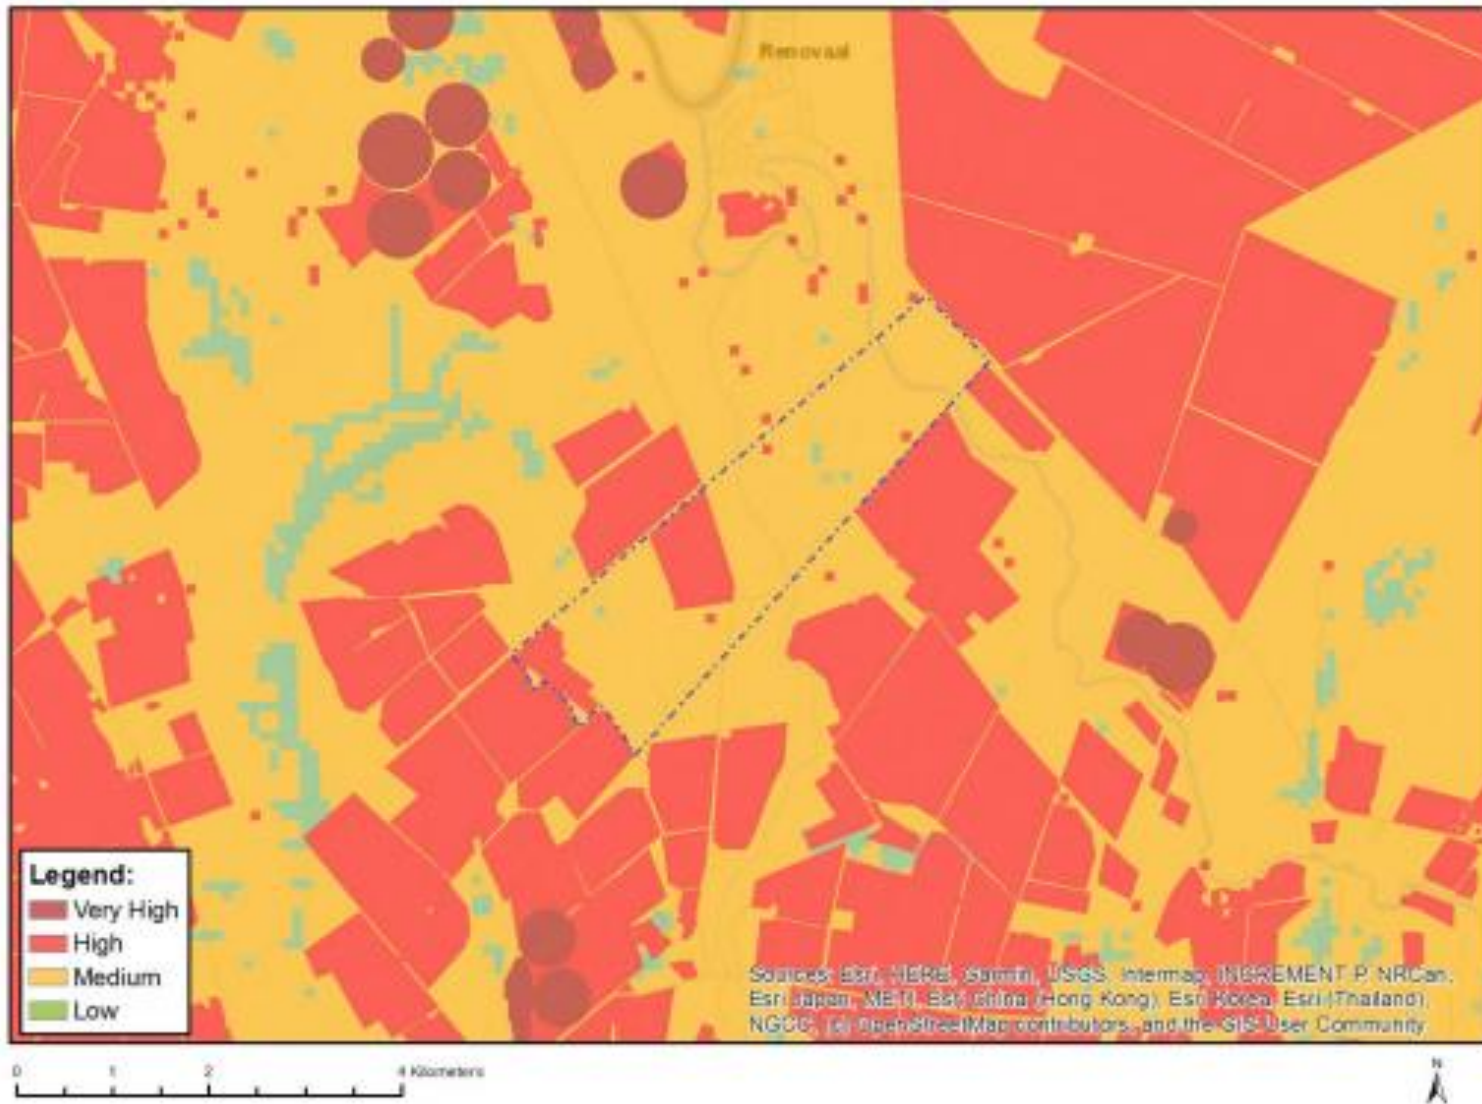 Renovaal
Legend:
Very High
High
Medium
Low
Sources: Esri, HERE, Garmin, USGS, Intermap, INCREMENT P, NRCan,
Esri Japan, METI, Esri China (Hong Kong), Esri Korea, Esri (Thailand),
NGCC, (c) OpenStreetMap contributors, and the GIS User Community
0 1 2 4 Kilometers
N